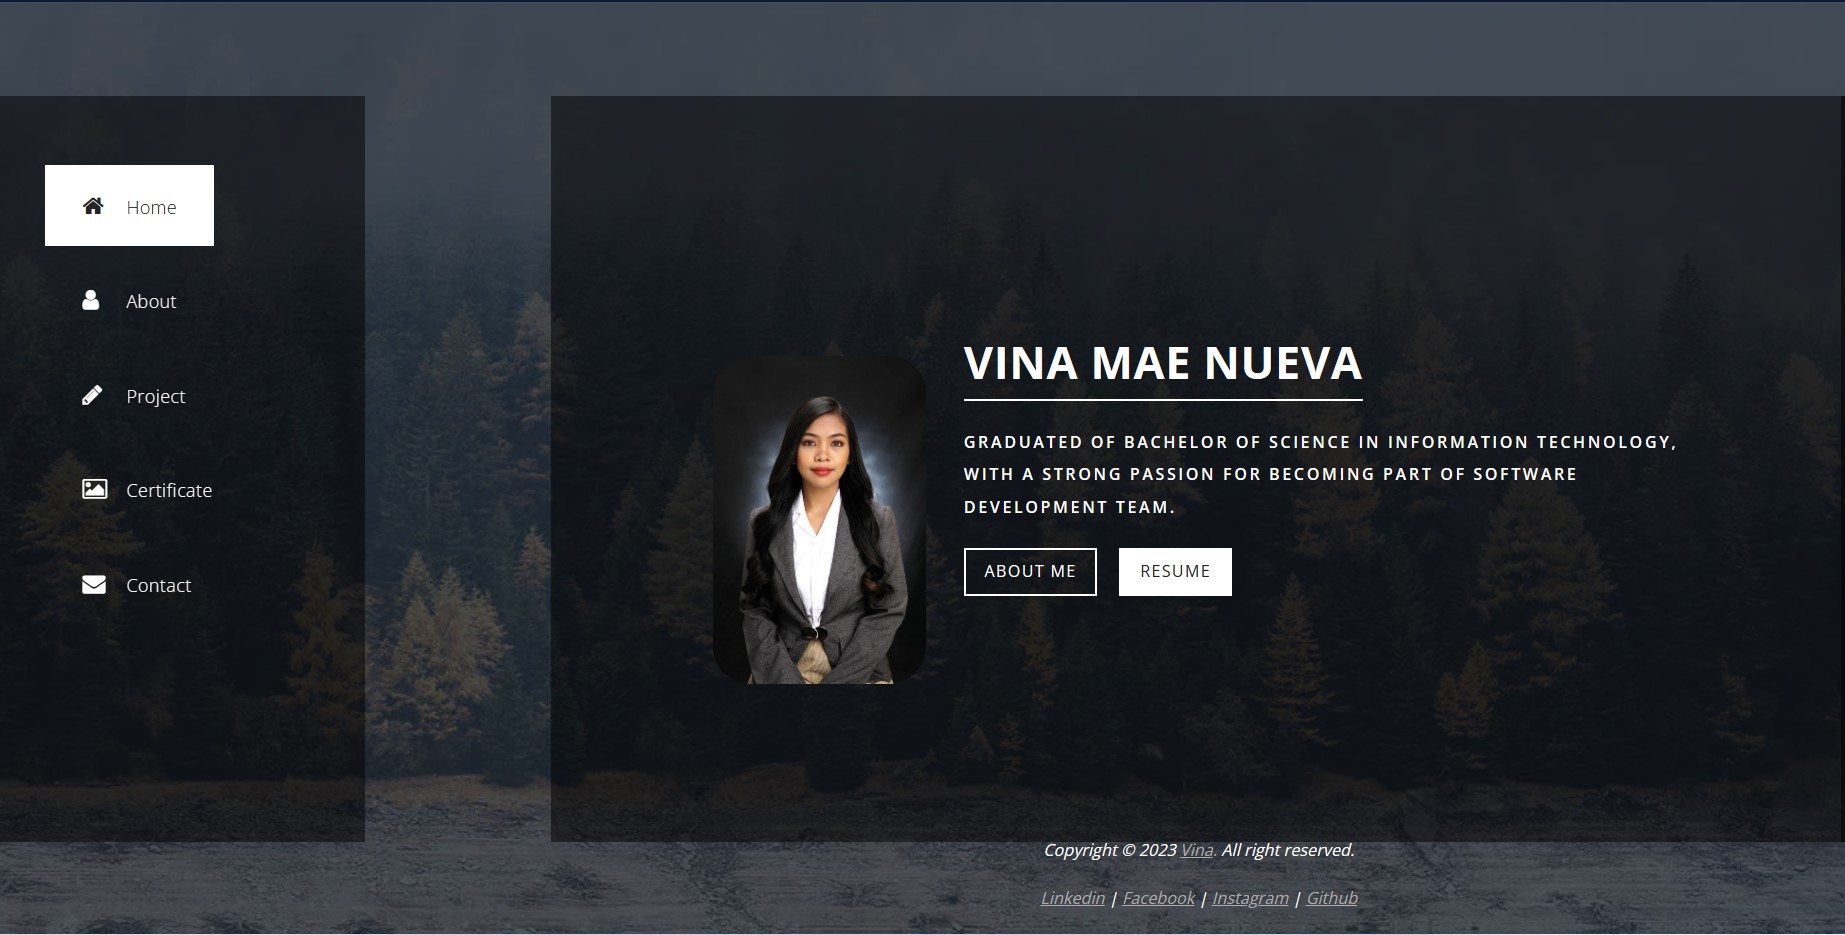 Home
About
Project
Certificate
Contact
VINA MAE NUEVA
GRADUATED OF BACHELOR OF SCIENCE IN INFORMATION TECHNOLOGY,
WITH A STRONG PASSION FOR BECOMING PART OF SOFTWARE
DEVELOPMENT TEAM.
ABOUT ME RESUME
Copyright © 2023 Vina. All right reserved.
Linkedin | Facebook | Instagram | Github